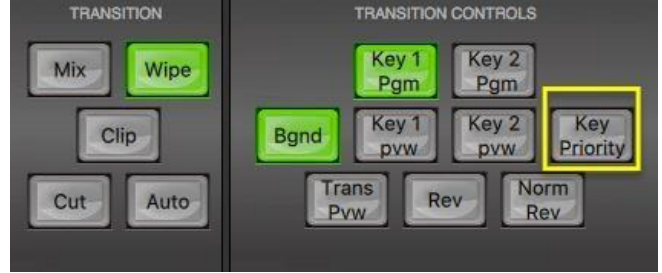 TRANSITION
TRANSITION CONTROLS
Mix
Wipe
Key 1
Pgm
Key 2
Pgm
Clip
Bgnd
Key 1
pvw
Key 2
pvw
Key
Priority
Cut
Auto
Trans
Pvw
Rev
Norm
Rev